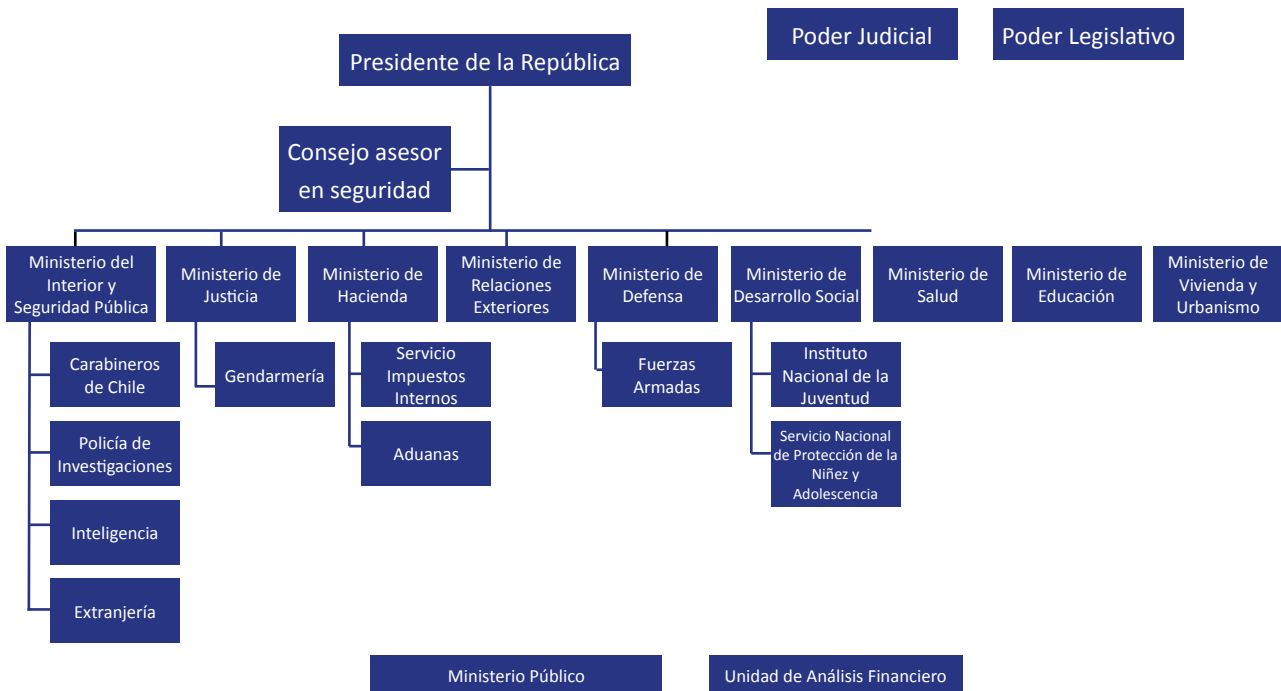 Poder Judicial
Poder Legislativo
Presidente de la República
Consejo asesor
en seguridad
Ministerio del
Interior y
Seguridad Pública
Ministerio de
Justicia
Ministerio de
Hacienda
Ministerio de
Relaciones
Exteriores
Ministerio de
Defensa
Ministerio de
Desarrollo Social
Ministerio de
Salud
Ministerio de
Educación
Ministerio de
Vivienda y
Urbanismo
Carabineros
de Chile
Gendarmería
Servicio
Impuestos
Internos
Fuerzas
Armadas
Instituto
Nacional de la
Juventud
Policía de
Investigaciones
Aduanas
Servicio Nacional
de Protección de la
Niñez y
Adolescencia
Inteligencia
Extranjería
Ministerio Público
Unidad de Análisis Financiero